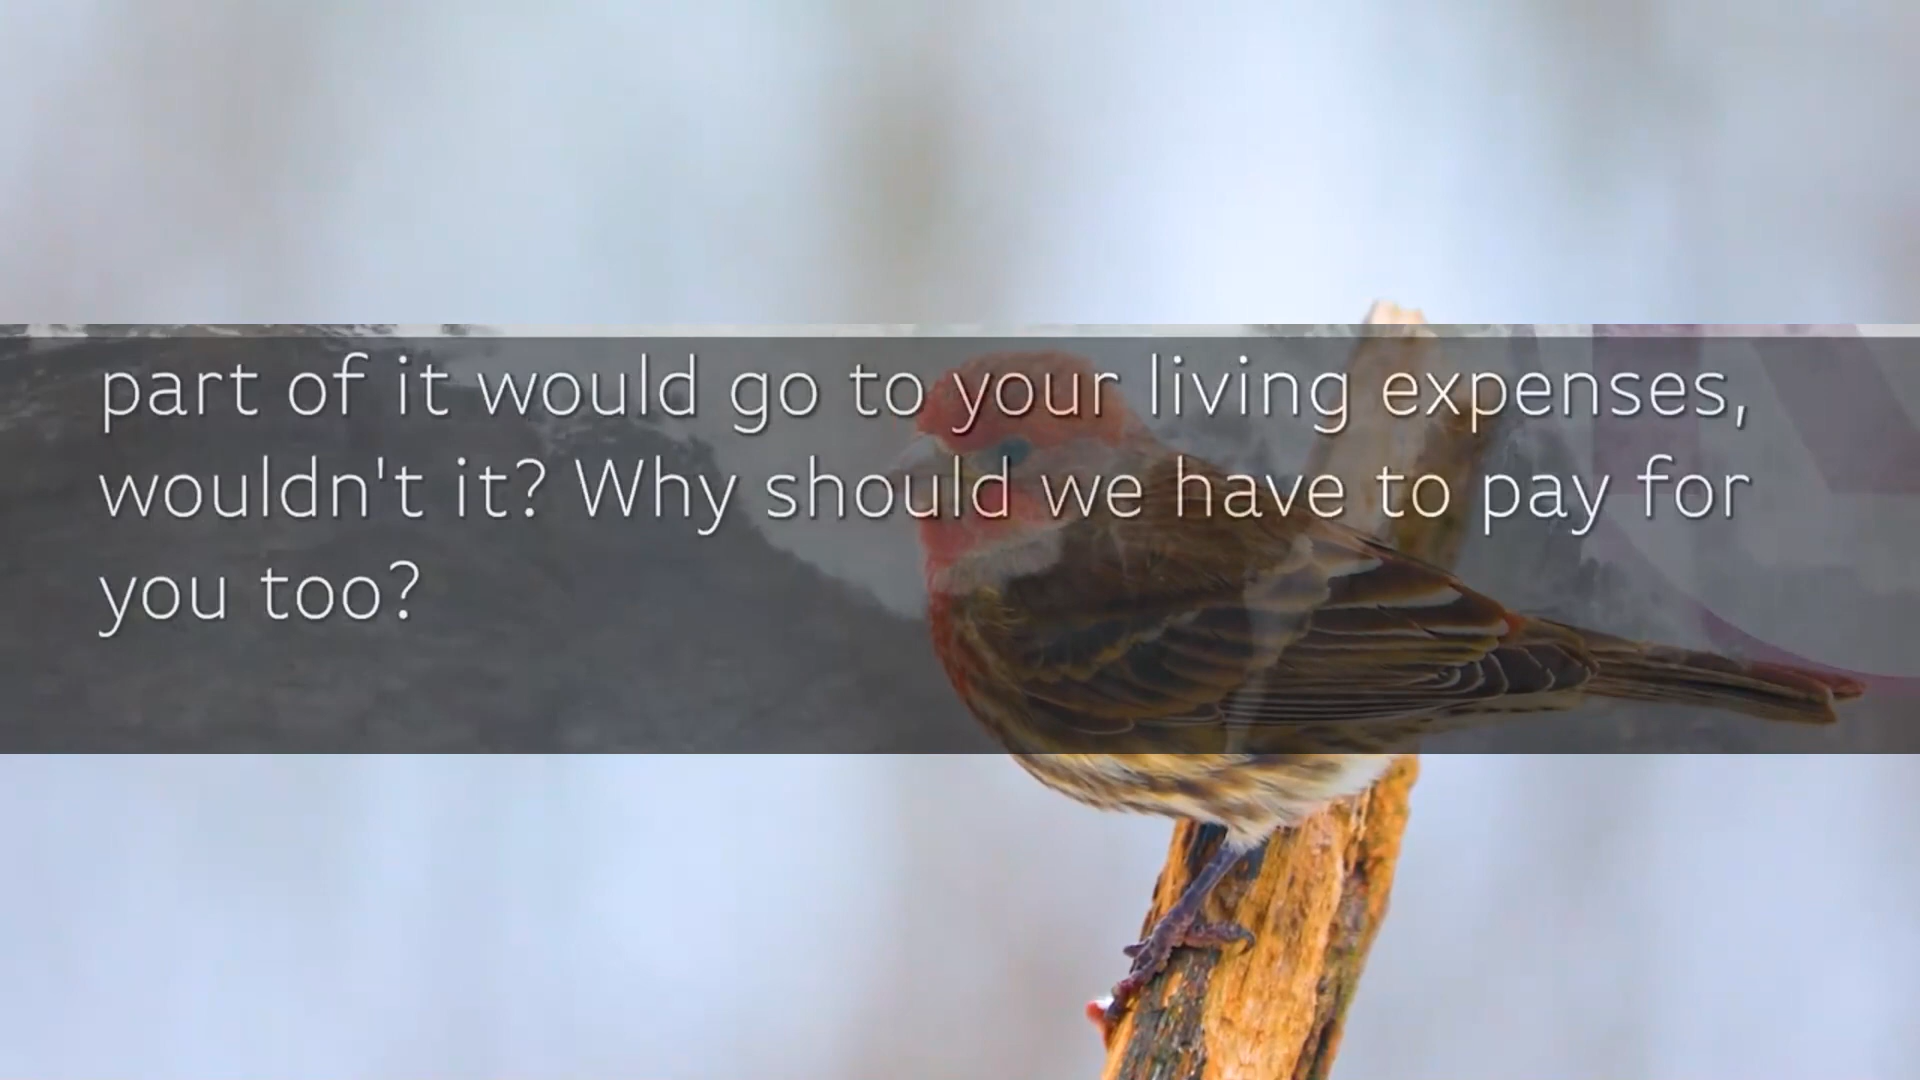 part of it would go to your living expenses,
wouldn't it? Why should we have to pay for
you too?